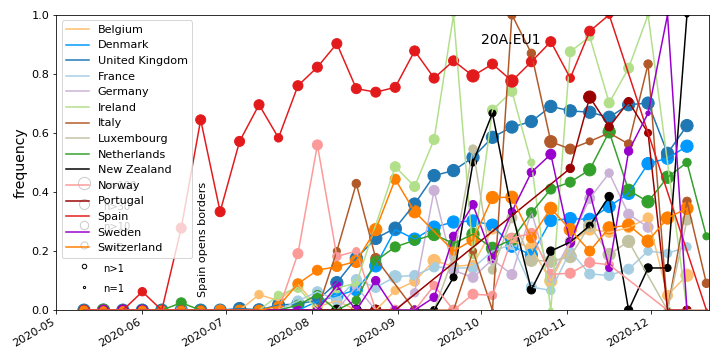 1.0
0.8
0.6
0.4
0.2
0.0
frequency
20A.EU1
Belgium
Denmark
United Kingdom
France
Germany
Ireland
Italy
Luxembourg
Netherlands
New Zealand
Norway
Portugal
Spain
Sweden
Switzerland
n>1
n=1
Spain opens borders
2020-05
2020-06
2020-07
2020-08
2020-09
2020-10
2020-11
2020-12